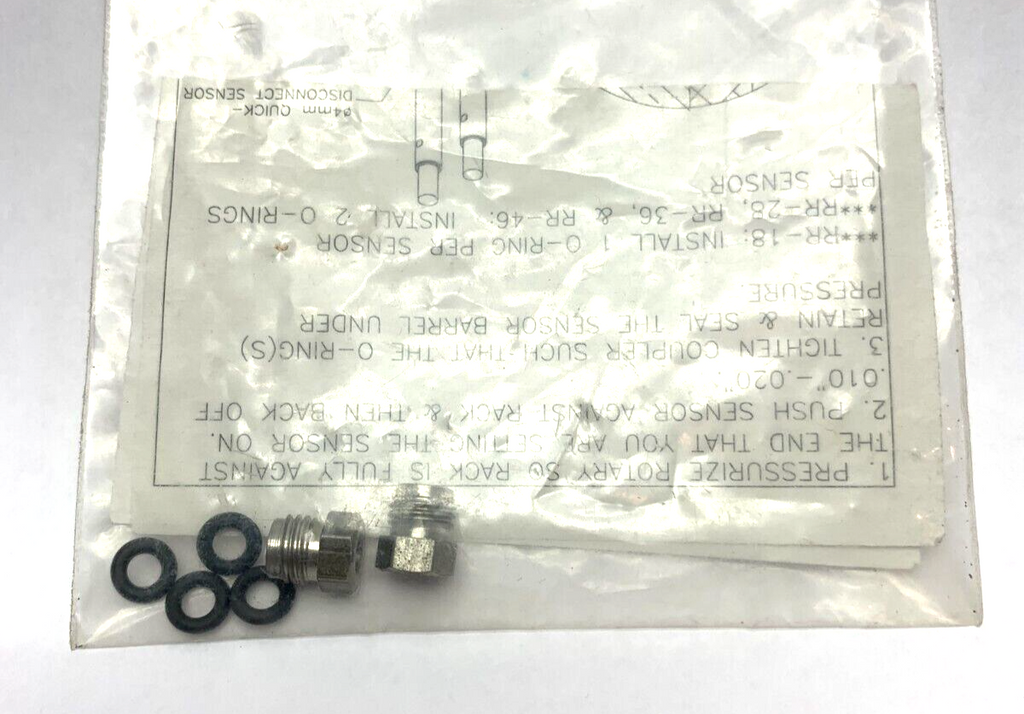 1. PRESSURIZE ROTARY SO RACK IS FULLY AGAINST
THE END THAT YOU ARE SETTING THE SENSOR ON.
2. PUSH SENSOR AGAINST RACK & THEN BACK OFF
.010"-.020".
3. TIGHTEN COUPLER SUCH THAT THE O-RING(S)
RETAIN & SEAL THE SENSOR BARREL UNDER
PRESSURE.
***RR-18: INSTALL 1 O-RING PER SENSOR
***RR-28, RR-36, & RR-46: INSTALL 2 O-RINGS
PER SENSOR
Ø4mm QUICK-
DISCONNECT SENSOR